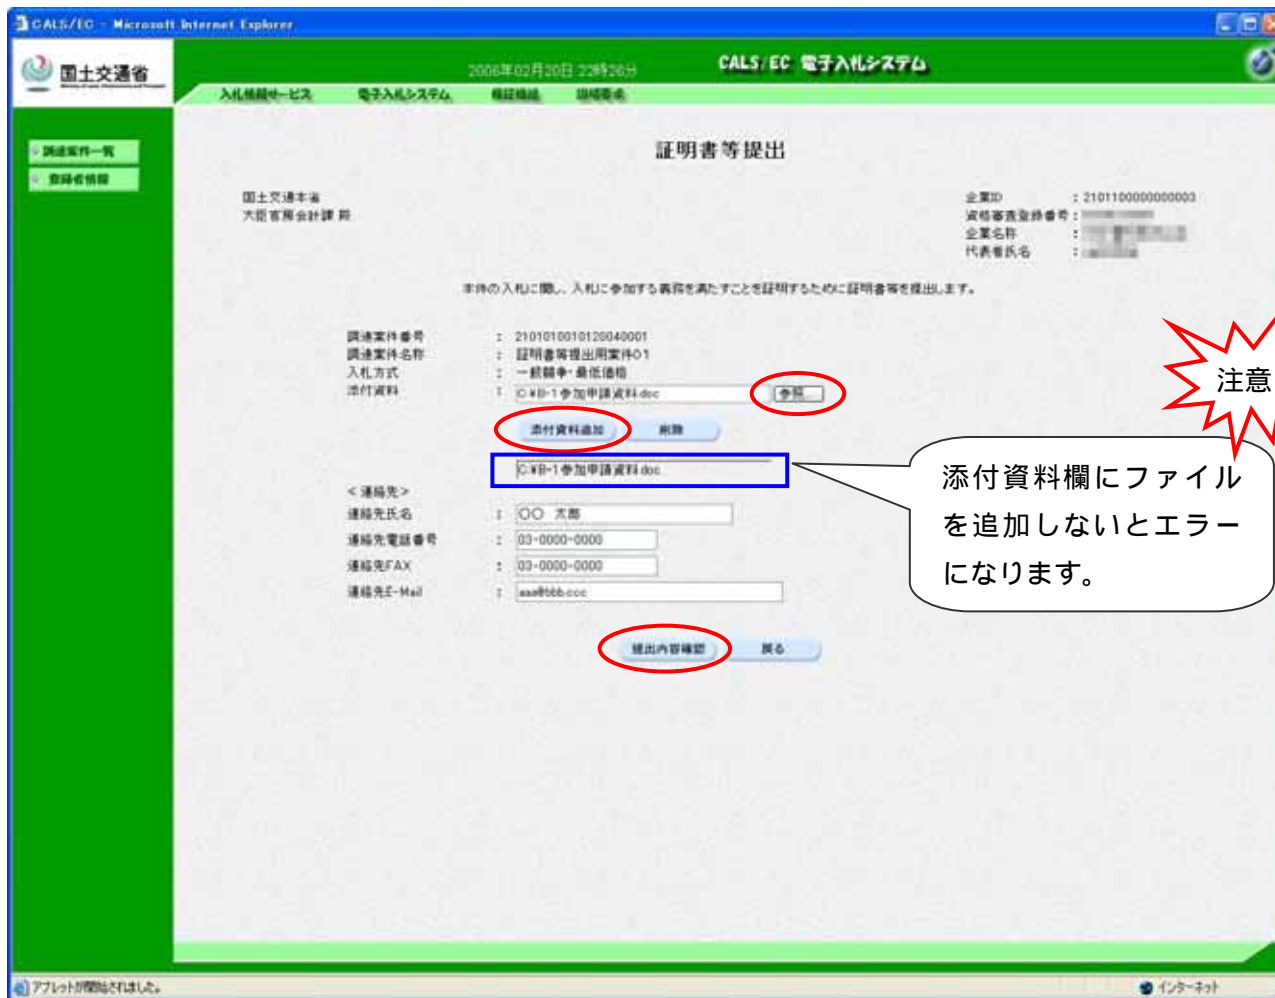 CALS/EC - Microsoft Internet Explorer
国土交通省
2006年02月20日 22時26分
CALS/EC 電子入札システム
入札情報サービス 電子入札システム 検証機能 説明要求
調達案件一覧
登録者情報
証明書等提出
国土交通本省
大臣官房会計課 殿
企業ID : 2101100000000003
資格審査登録番号 :
企業名称 :
代表者氏名 :
本件の入札に関し、入札に参加する資格を満たすことを証明するために証明書等を提出します。
調達案件番号 : 2101010010120040001
調達案件名称 : 証明書等提出用案件01
入札方式 : 一般競争・最低価格
添付資料 : C:¥B-1参加申請資料.doc 参照...
添付資料追加 削除
C:¥B-1参加申請資料.doc
<連絡先>
連絡先氏名 : 〇〇 太郎
連絡先電話番号 : 03-0000-0000
連絡先FAX : 03-0000-0000
連絡先E-Mail : aaa@bbb.ccc
提出内容確認 戻る
注意
添付資料欄にファイル
を追加しないとエラー
になります。
アプレットが開始されました。
インターネット